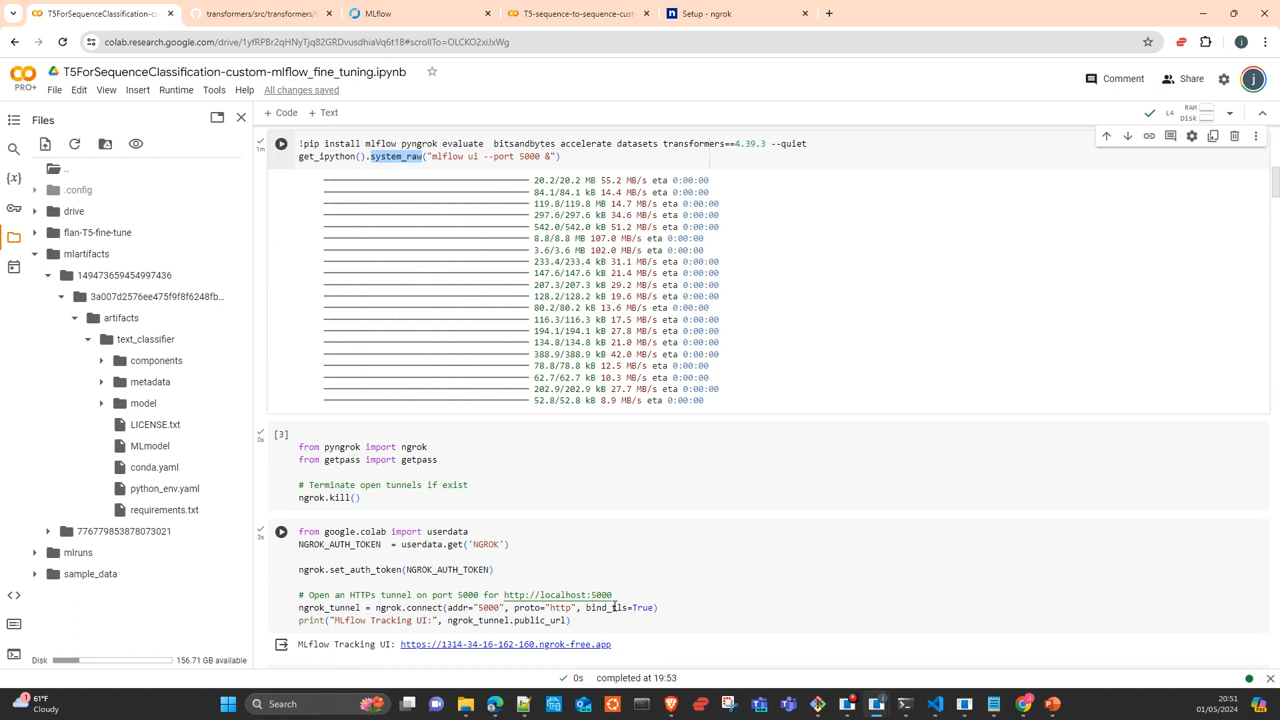 T5ForSequenceClassification-cu
transformers/src/transformers/t
MLflow
T5-sequence-to-sequence-cust
Setup - ngrok
colab.research.google.com/drive/1yfRPBr2qHNyTjq82GRDvusdhiaVq6t1B#scrollTo=OLCKO2xiJxWg
T5ForSequenceClassification-custom-mlflow_fine_tuning.ipynb
Comment
Share
PRO+
File Edit View Insert Runtime Tools Help All changes saved
Files
+ Code + Text
L4
RAM
Disk
..
.config
drive
flan-T5-fine-tune
mlartifacts
149473659454997436
3a007d2576ee475f9f8f6248fb...
artifacts
text_classifier
components
metadata
model
LICENSE.txt
MLmodel
conda.yaml
python_env.yaml
requirements.txt
776779853878073021
mlruns
sample_data
Disk 156.71 GB available
1m
!pip install mlflow pyngrok evaluate  bitsandbytes accelerate datasets transformers==4.39.3 --quiet
get_ipython().system_raw("mlflow ui --port 5000 &")
20.2/20.2 MB 55.2 MB/s eta 0:00:00
84.1/84.1 kB 14.4 MB/s eta 0:00:00
119.8/119.8 MB 14.7 MB/s eta 0:00:00
297.6/297.6 kB 34.6 MB/s eta 0:00:00
542.0/542.0 kB 51.2 MB/s eta 0:00:00
8.8/8.8 MB 107.0 MB/s eta 0:00:00
3.6/3.6 MB 102.0 MB/s eta 0:00:00
233.4/233.4 kB 31.1 MB/s eta 0:00:00
147.6/147.6 kB 21.4 MB/s eta 0:00:00
207.3/207.3 kB 29.2 MB/s eta 0:00:00
128.2/128.2 kB 19.6 MB/s eta 0:00:00
80.2/80.2 kB 13.6 MB/s eta 0:00:00
116.3/116.3 kB 17.5 MB/s eta 0:00:00
194.1/194.1 kB 27.8 MB/s eta 0:00:00
134.8/134.8 kB 21.0 MB/s eta 0:00:00
388.9/388.9 kB 42.0 MB/s eta 0:00:00
78.8/78.8 kB 12.5 MB/s eta 0:00:00
62.7/62.7 kB 10.3 MB/s eta 0:00:00
202.9/202.9 kB 27.7 MB/s eta 0:00:00
52.8/52.8 kB 8.9 MB/s eta 0:00:00
[3]
0s
from pyngrok import ngrok
from getpass import getpass
# Terminate open tunnels if exist
ngrok.kill()
3s
from google.colab import userdata
NGROK_AUTH_TOKEN  = userdata.get('NGROK')
ngrok.set_auth_token(NGROK_AUTH_TOKEN)
# Open an HTTPs tunnel on port 5000 for http://localhost:5000
ngrok_tunnel = ngrok.connect(addr="5000", proto="http", bind_tls=True)
print("MLflow Tracking UI:", ngrok_tunnel.public_url)
MLflow Tracking UI: https://1314-34-16-162-160.ngrok-free.app
0s completed at 19:53
61°F
Cloudy
Search
20:51
01/05/2024